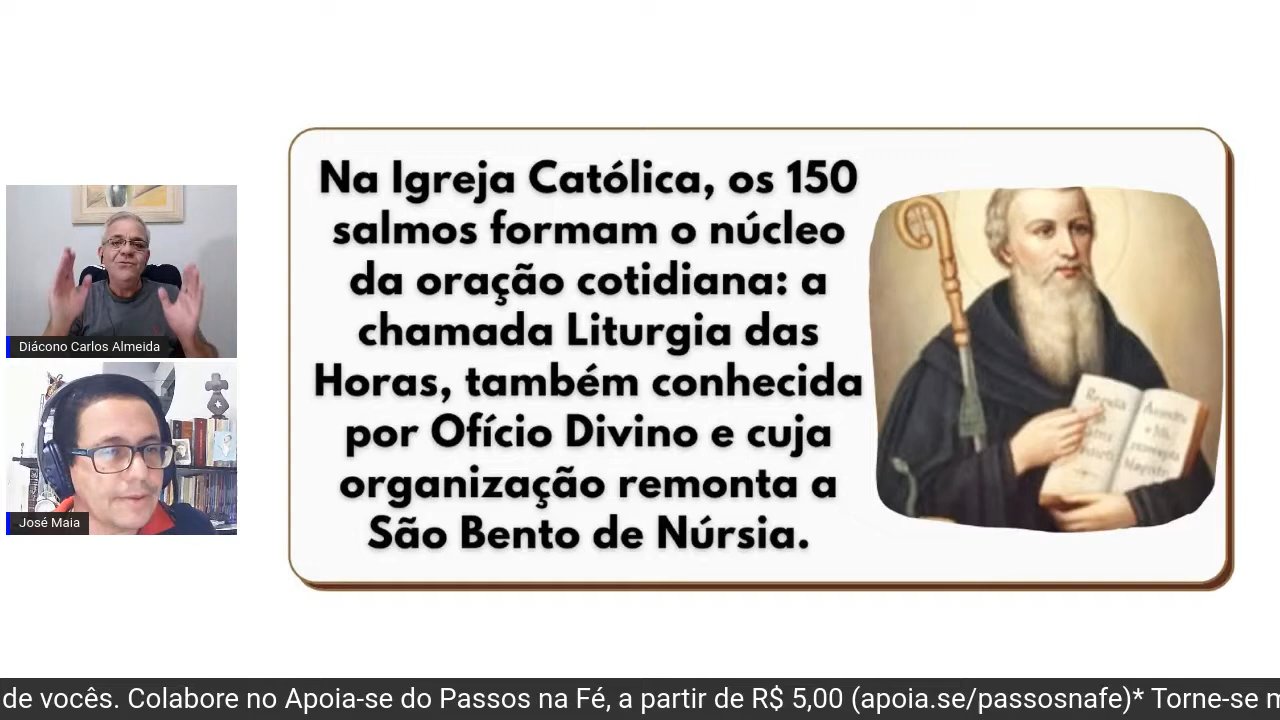 Na Igreja Católica, os 150
salmos formam o núcleo
da oração cotidiana: a
chamada Liturgia das
Horas, também conhecida
por Ofício Divino e cuja
organização remonta a
São Bento de Núrsia.
Diácono Carlos Almeida
José Maia
de vocês. Colabore no Apoia-se do Passos na Fé, a partir de R$ 5,00 (apoia.se/passosnafe)* Torne-se